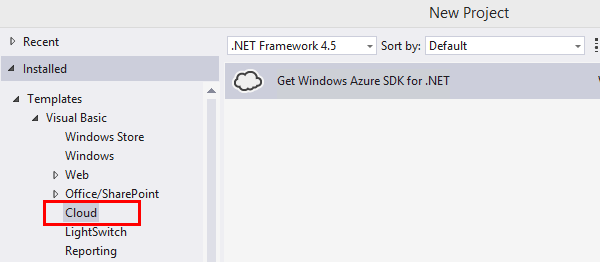 New Project
Recent
Installed
Templates
Visual Basic
Windows Store
Windows
Web
Office/SharePoint
Cloud
LightSwitch
Reporting
.NET Framework 4.5 Sort by: Default
Get Windows Azure SDK for .NET